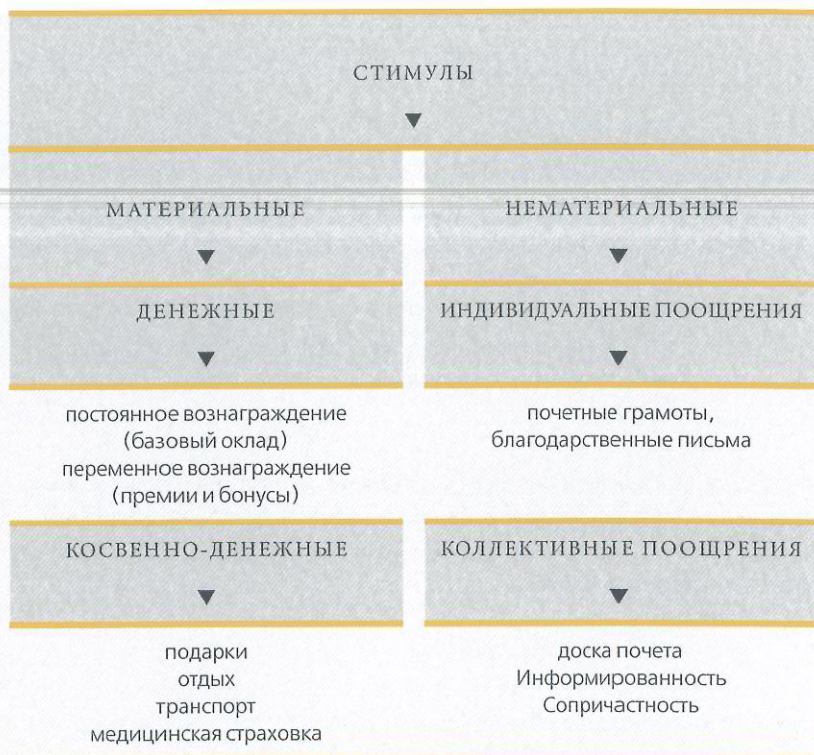 СТИМУЛЫ
МАТЕРИАЛЬНЫЕ
НЕМАТЕРИАЛЬНЫЕ
ДЕНЕЖНЫЕ
ИНДИВИДУАЛЬНЫЕ ПООЩРЕНИЯ
постоянное вознаграждение
(базовый оклад)
переменное вознаграждение
(премии и бонусы)
почетные грамоты,
благодарственные письма
КОСВЕННО-ДЕНЕЖНЫЕ
КОЛЛЕКТИВНЫЕ ПООЩРЕНИЯ
подарки
отдых
транспорт
медицинская страховка
доска почета
Информированность
Сопричастность